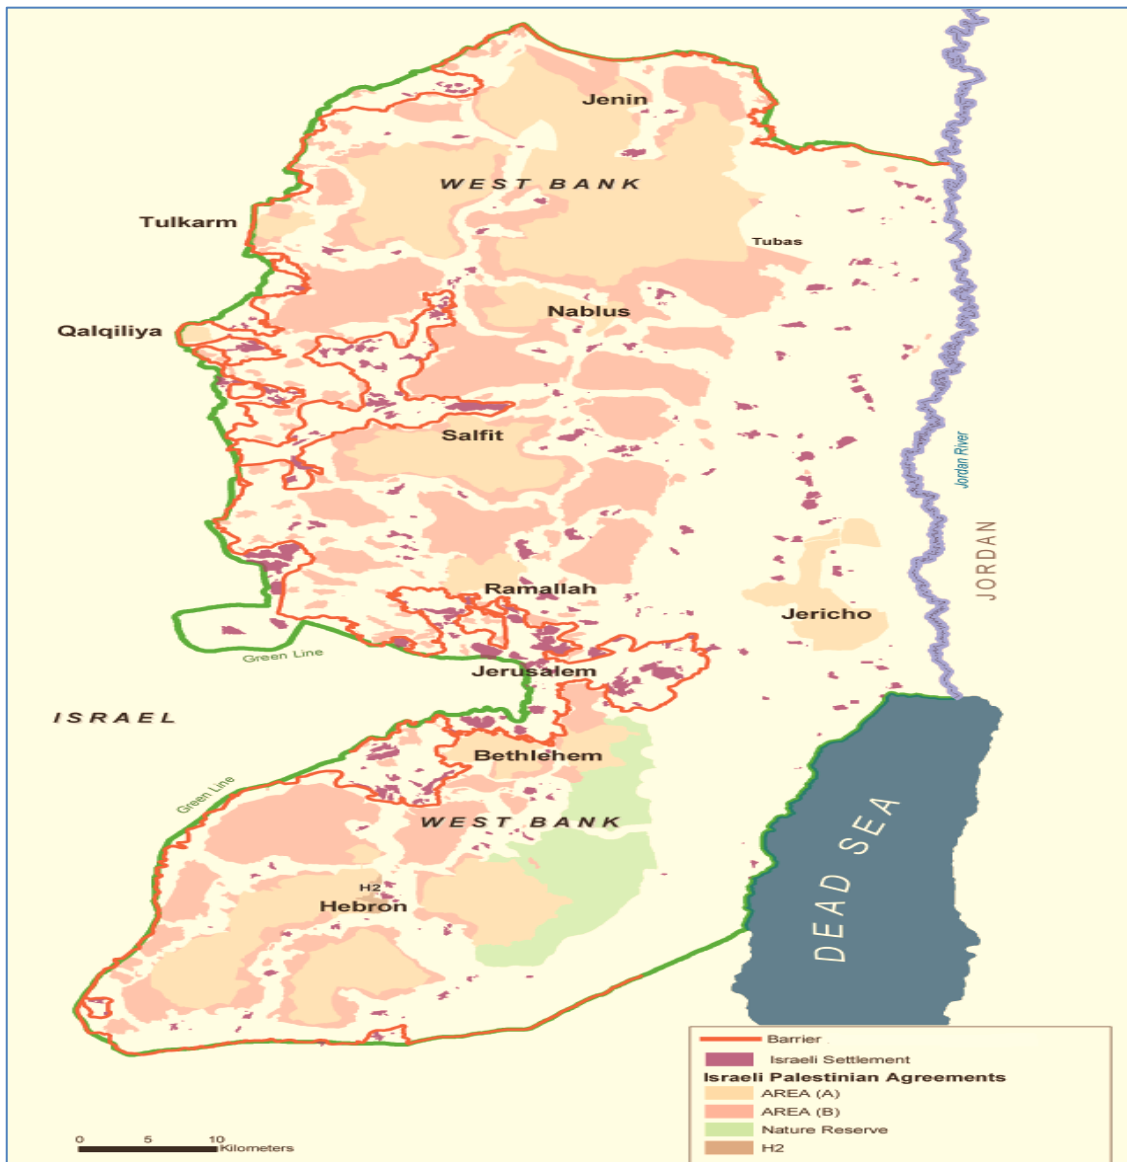 Jenin
WEST BANK
Tulkarm
Tubas
Nablus
Qalqiliya
Salfit
Jordan River
JORDAN
Ramallah
Jericho
Green Line
Jerusalem
ISRAEL
Bethlehem
Green Line
WEST BANK
DEAD SEA
H2
Hebron
Barrier
Israeli Settlement
Israeli Palestinian Agreements
AREA (A)
AREA (B)
Nature Reserve
H2
0 5 10
Kilometers